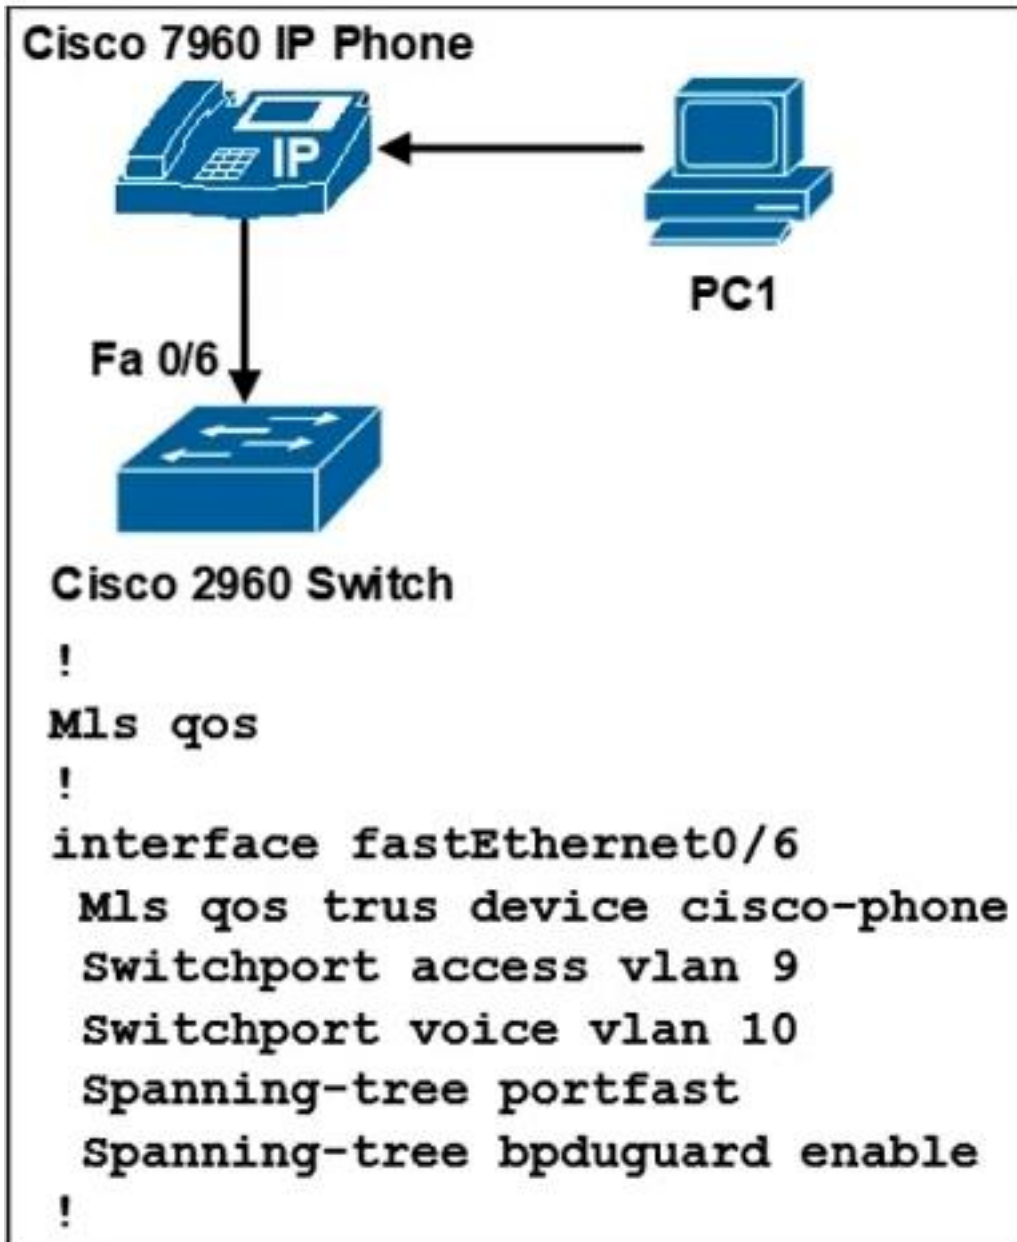 Cisco 7960 IP Phone
IP
PC1
Fa 0/6
Cisco 2960 Switch
!
Mls qos
!
interface fastEthernet0/6
Mls qos trus device cisco-phone
Switchport access vlan 9
Switchport voice vlan 10
Spanning-tree portfast
Spanning-tree bpduguard enable
!